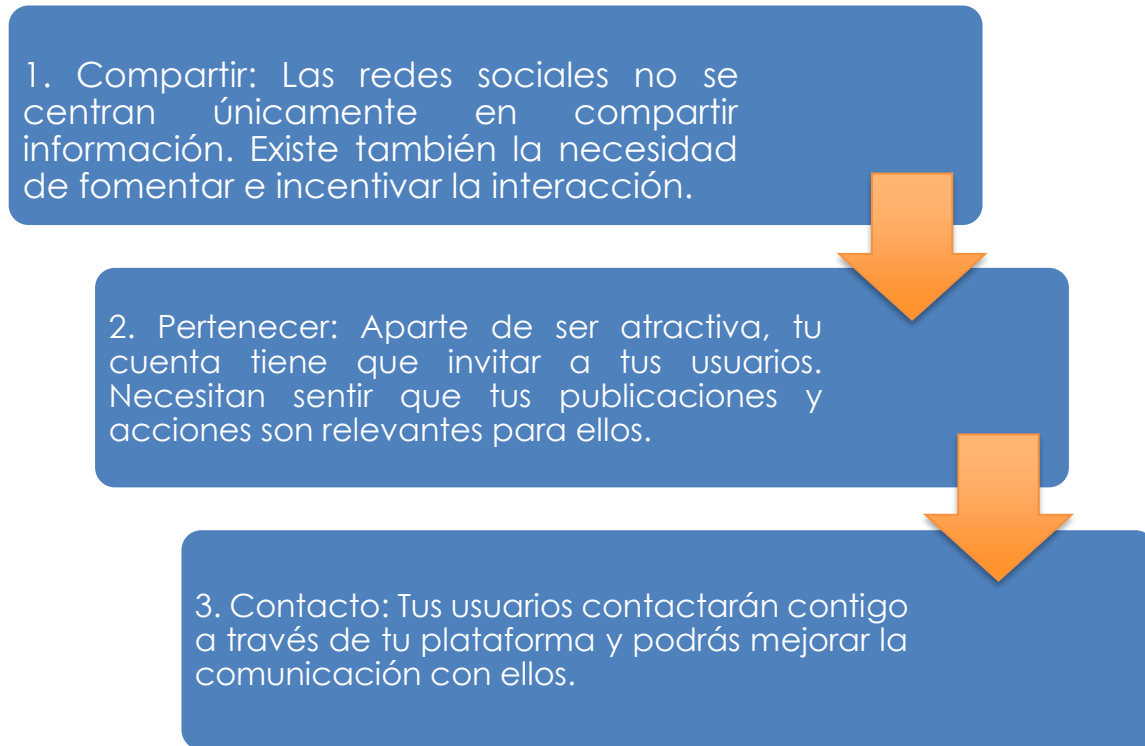 1. Compartir: Las redes sociales no se
centran únicamente en compartir
información. Existe también la necesidad
de fomentar e incentivar la interacción.
2. Pertenecer: Aparte de ser atractiva, tu
cuenta tiene que invitar a tus usuarios.
Necesitan sentir que tus publicaciones y
acciones son relevantes para ellos.
3. Contacto: Tus usuarios contactarán contigo
a través de tu plataforma y podrás mejorar la
comunicación con ellos.